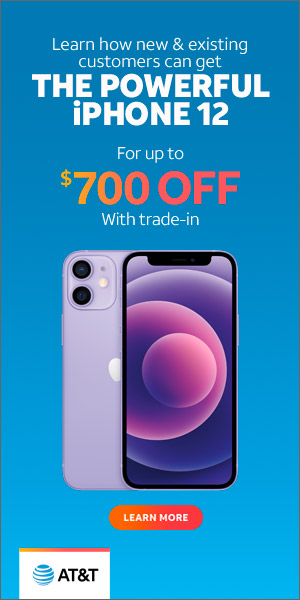 Learn how new & existing
customers can get
THE POWERFUL
iPHONE 12
For up to
$700 OFF
With trade-in
LEARN MORE
AT&T